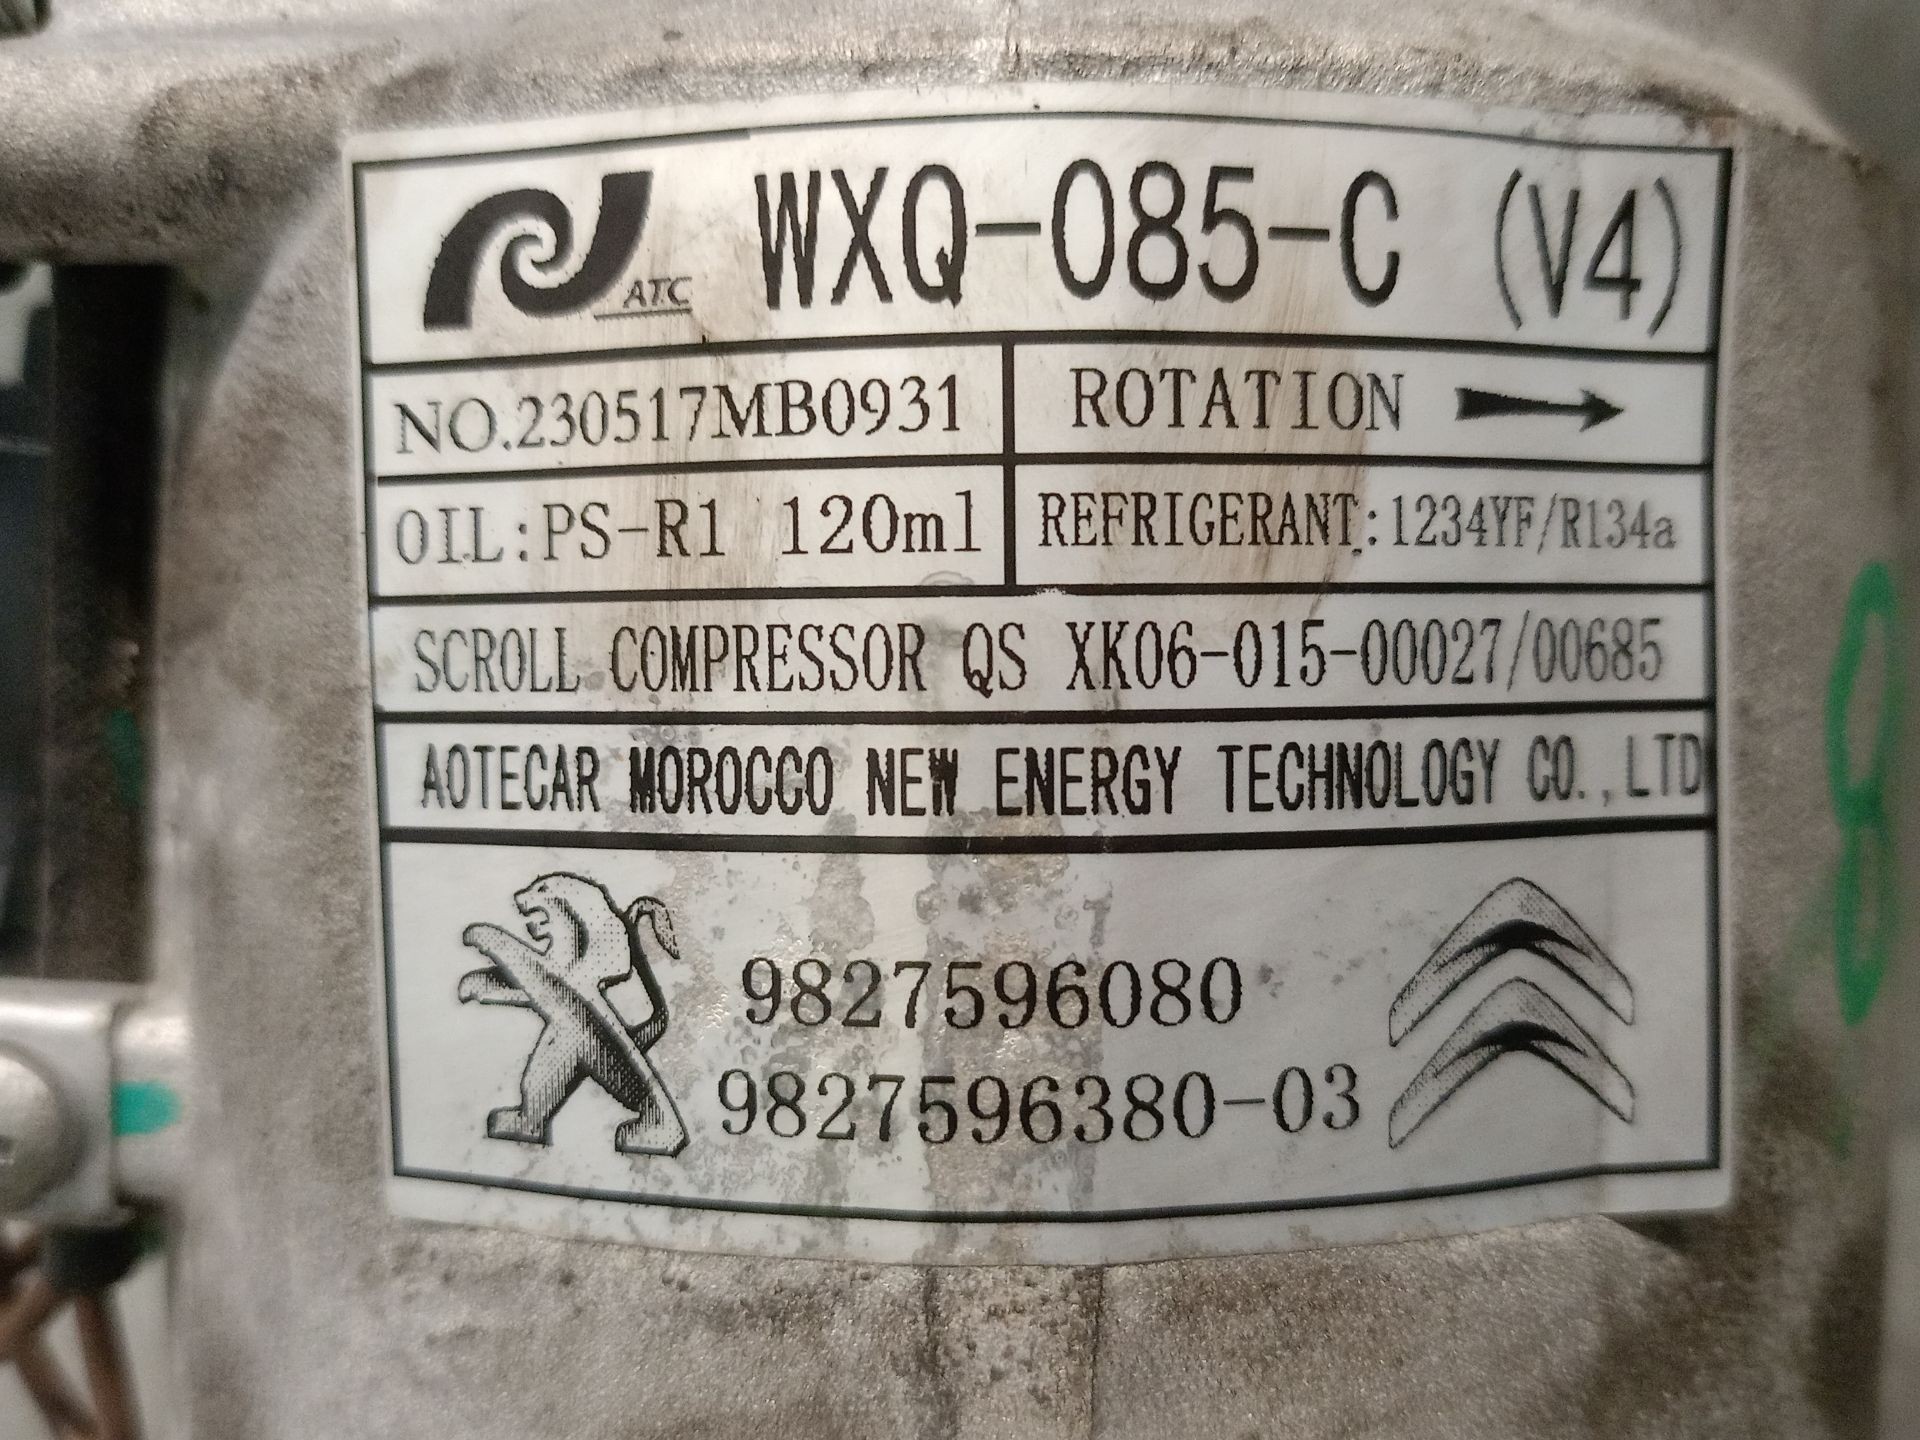 ATC WXQ-085-C (V4)
NO.230517MB0931 ROTATION
OIL:PS-R1 120ml REFRIGERANT:1234YF/R134a
SCROLL COMPRESSOR QS XK06-015-00027/00685
AOTECAR MOROCCO NEW ENERGY TECHNOLOGY CO.,LTD
9827596080
9827596380-03